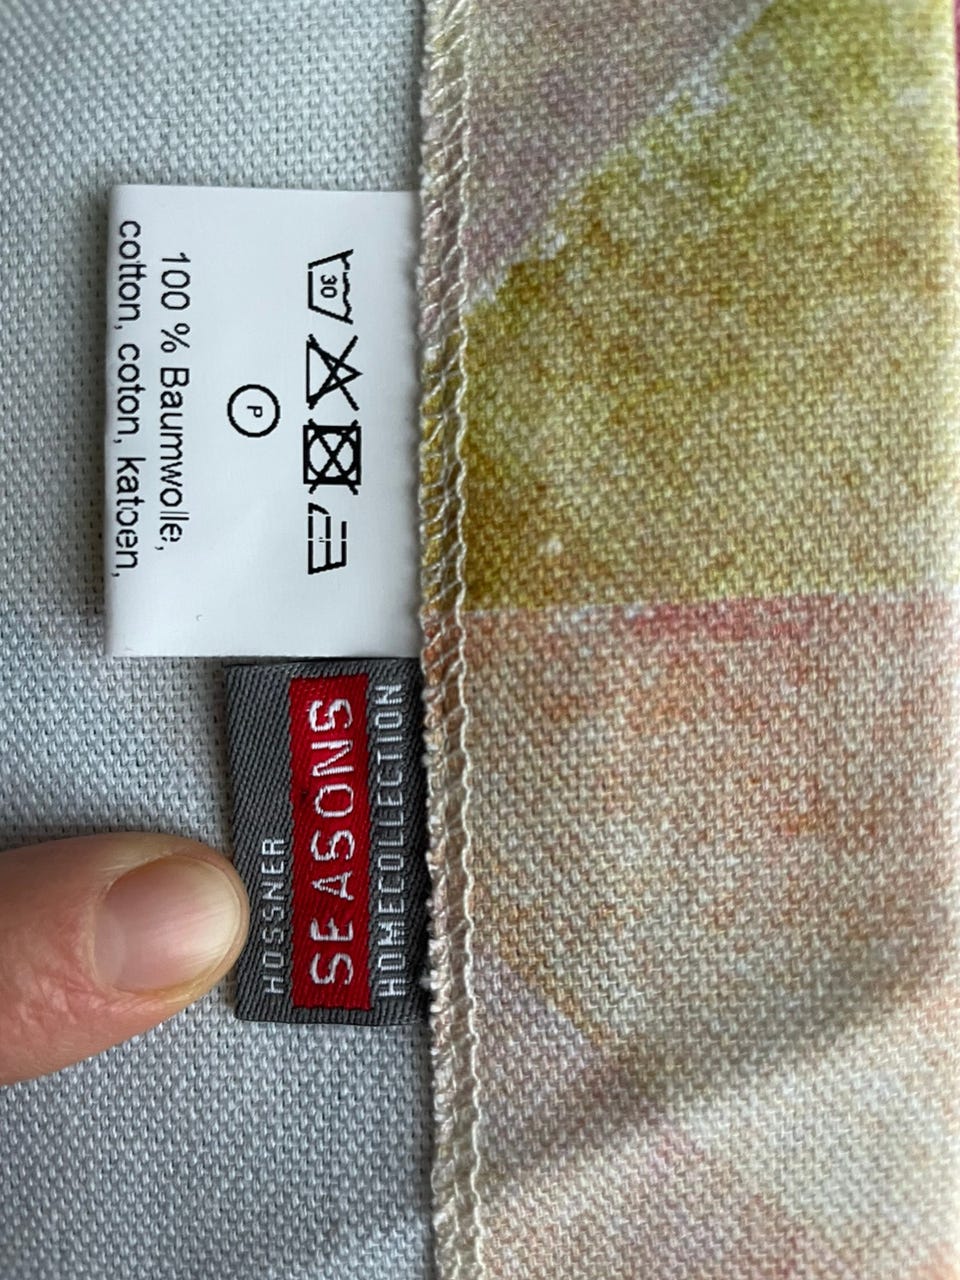 30
P
100 % Baumwolle,
cotton, coton, katoen,
HOSSNER
SEASONS
HOMECOLLECTION